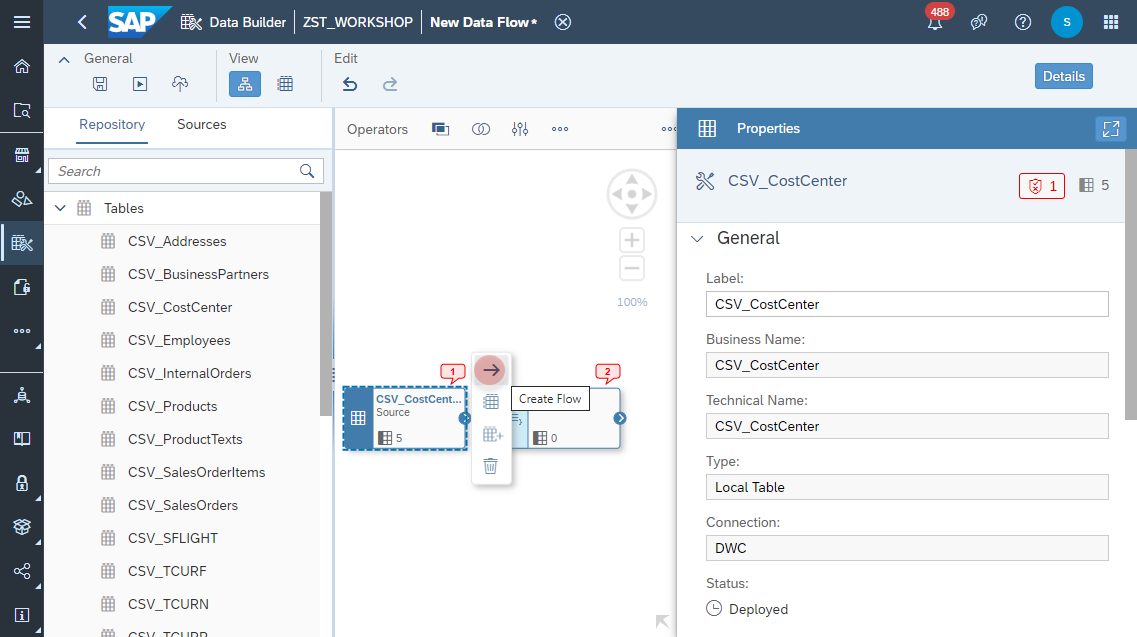 SAP Data Builder ZST_WORKSHOP New Data Flow* 488 S
General View Edit
Details
Repository Sources
Search
Tables
CSV_Addresses
CSV_BusinessPartners
CSV_CostCenter
CSV_Employees
CSV_InternalOrders
CSV_Products
CSV_ProductTexts
CSV_SalesOrderItems
CSV_SalesOrders
CSV_SFLIGHT
CSV_TCURF
CSV_TCURN
Operators
100%
1 2
CSV_CostCent...
Source
5
Create Flow
0
Properties
CSV_CostCenter
1 5
General
Label:
CSV_CostCenter
Business Name:
CSV_CostCenter
Technical Name:
CSV_CostCenter
Type:
Local Table
Connection:
DWC
Status:
Deployed